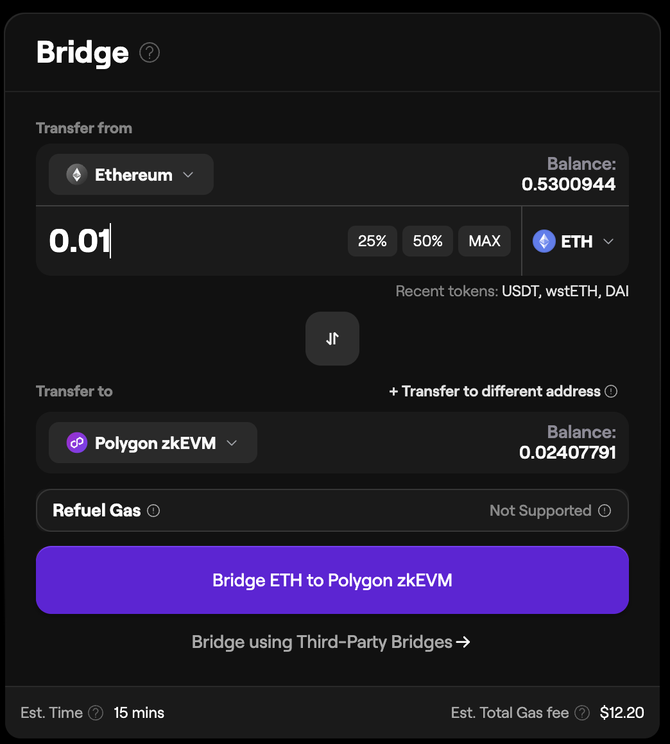 Bridge ?
Transfer from
Ethereum
Balance:
0.5300944
0.01
25% 50% MAX
ETH
Recent tokens: USDT, wstETH, DAI
Transfer to
+ Transfer to different address
Polygon zkEVM
Balance:
0.02407791
Refuel Gas
Not Supported
Bridge ETH to Polygon zkEVM
Bridge using Third-Party Bridges →
Est. Time ? 15 mins
Est. Total Gas fee ? $12.20